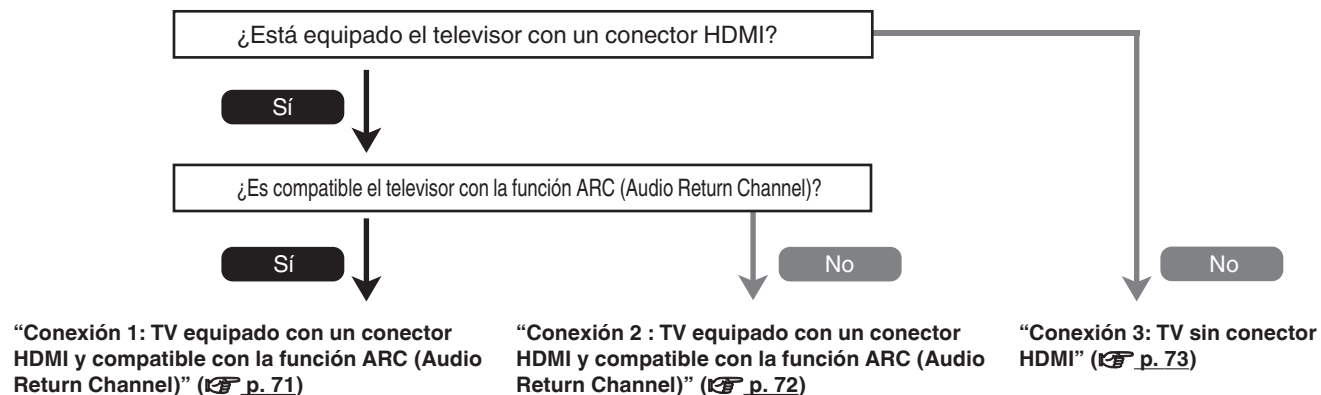 ¿Está equipado el televisor con un conector HDMI?
Sí
¿Es compatible el televisor con la función ARC (Audio Return Channel)?
Sí
No
No
“Conexión 1: TV equipado con un conector
HDMI y compatible con la función ARC (Audio
Return Channel)” (☞ p. 71)
“Conexión 2 : TV equipado con un conector
HDMI y compatible con la función ARC (Audio
Return Channel)” (☞ p. 72)
“Conexión 3: TV sin conector
HDMI” (☞ p. 73)